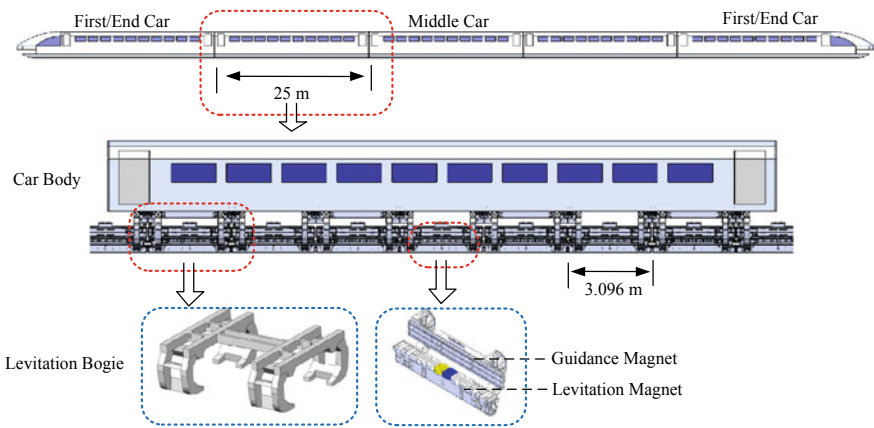 First/End Car
Middle Car
First/End Car
25 m
Car Body
3.096 m
Levitation Bogie
Guidance Magnet
Levitation Magnet